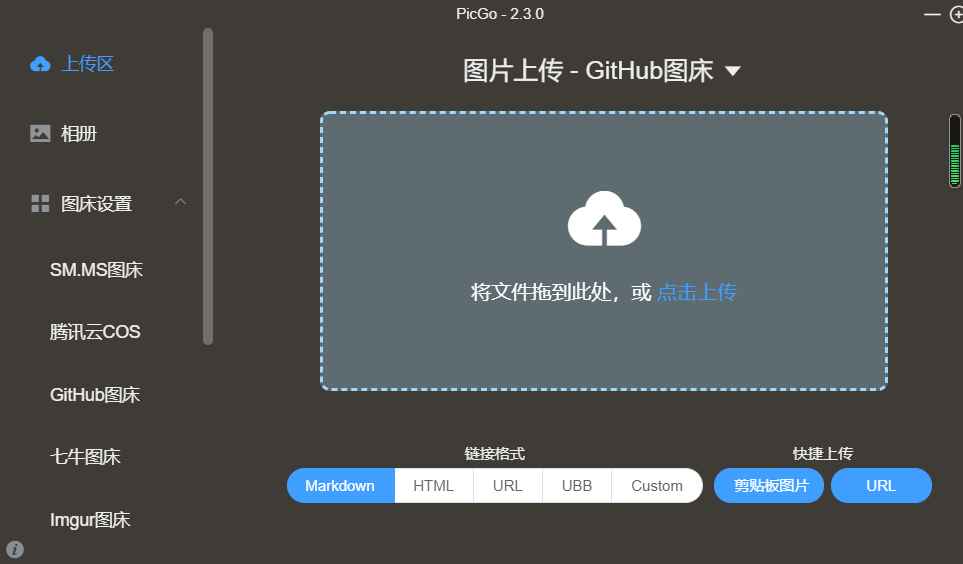 PicGo - 2.3.0
上传区
相册
图床设置
SM.MS图床
腾讯云COS
GitHub图床
七牛图床
Imgur图床
图片上传 - GitHub图床
将文件拖到此处，或 点击上传
链接格式
Markdown HTML URL UBB Custom
快捷上传
剪贴板图片 URL